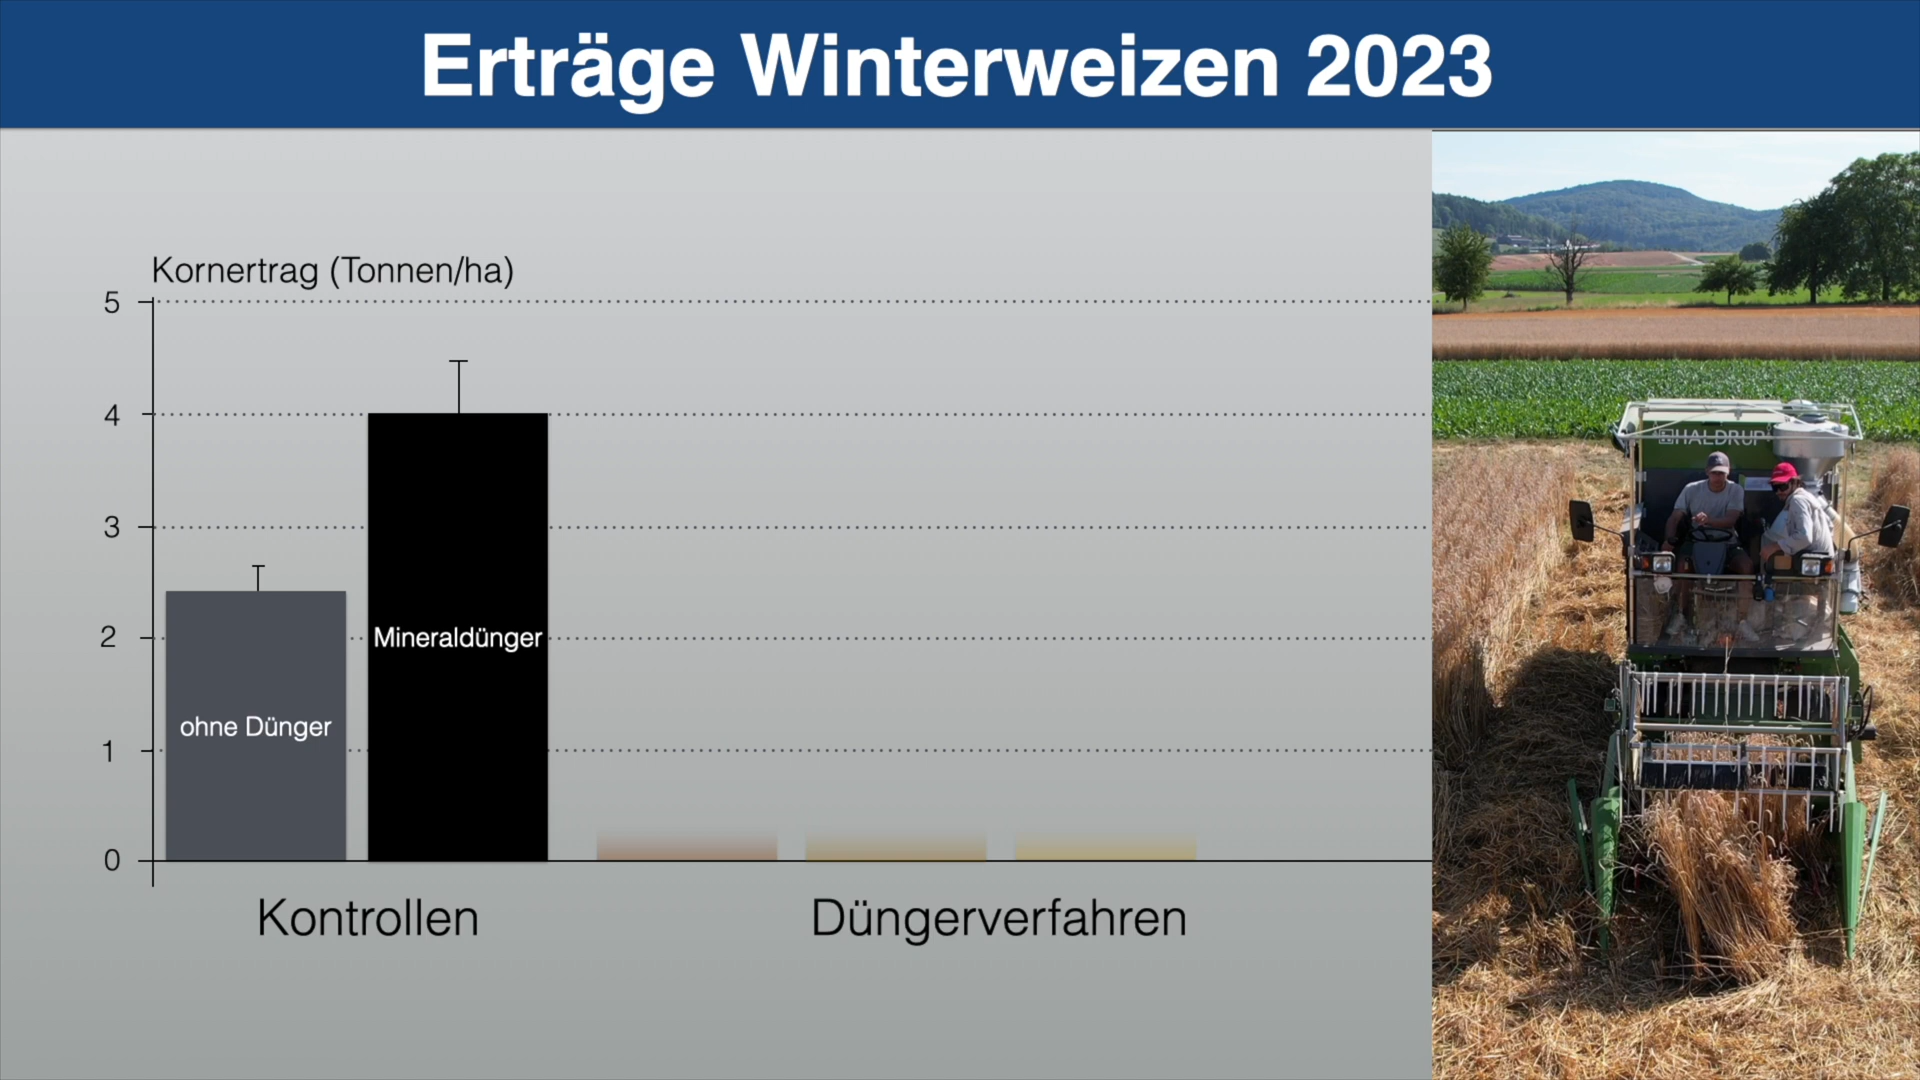 Erträge Winterweizen 2023
Kornertrag (Tonnen/ha)
5
4
3
2
1
0
ohne Dünger
Mineraldünger
Kontrollen
Düngerverfahren
HALDRUP